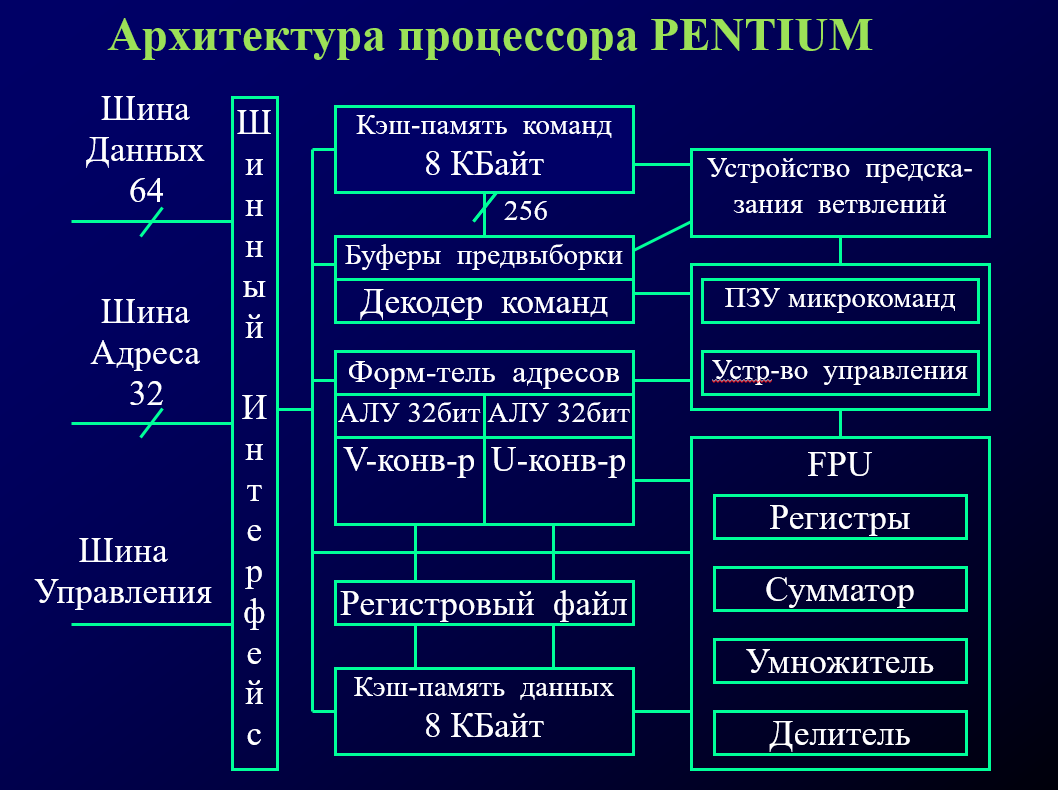 Архитектура процессора PENTIUM
Шина
Данных
64
Шина
Адреса
32
Шина
Управления
Шинный Интерфейс
Кэш-память команд
8 КБайт
256
Буферы предвыборки
Декодер команд
Форм-тель адресов
АЛУ 32бит АЛУ 32бит
V-конв-р U-конв-р
Регистровый файл
Кэш-память данных
8 КБайт
Устройство предска-
зания ветвлений
ПЗУ микрокоманд
Устр-во управления
FPU
Регистры
Сумматор
Умножитель
Делитель